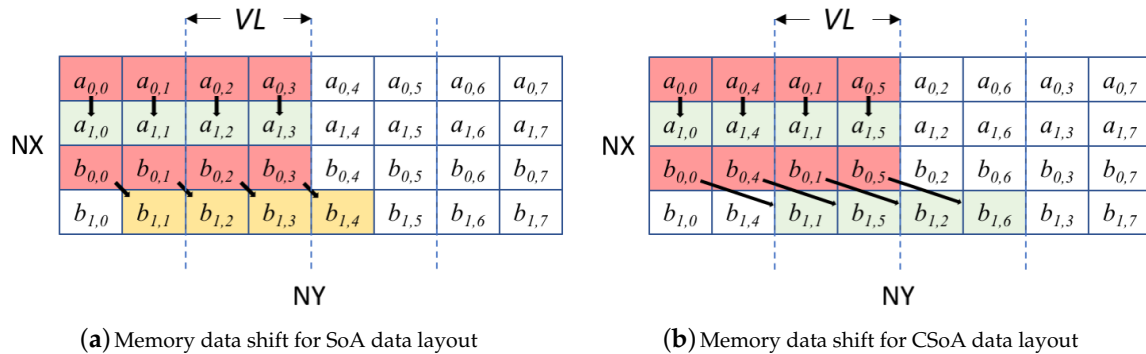 VL
a0,0 a0,1 a0,2 a0,3 a0,4 a0,5 a0,6 a0,7
a1,0 a1,1 a1,2 a1,3 a1,4 a1,5 a1,6 a1,7
NX
b0,0 b0,1 b0,2 b0,3 b0,4 b0,5 b0,6 b0,7
b1,0 b1,1 b1,2 b1,3 b1,4 b1,5 b1,6 b1,7
NY
(a) Memory data shift for SoA data layout
VL
a0,0 a0,4 a0,1 a0,5 a0,2 a0,6 a0,3 a0,7
a1,0 a1,4 a1,1 a1,5 a1,2 a1,6 a1,3 a1,7
NX
b0,0 b0,4 b0,1 b0,5 b0,2 b0,6 b0,3 b0,7
b1,0 b1,4 b1,1 b1,5 b1,2 b1,6 b1,3 b1,7
NY
(b) Memory data shift for CSoA data layout